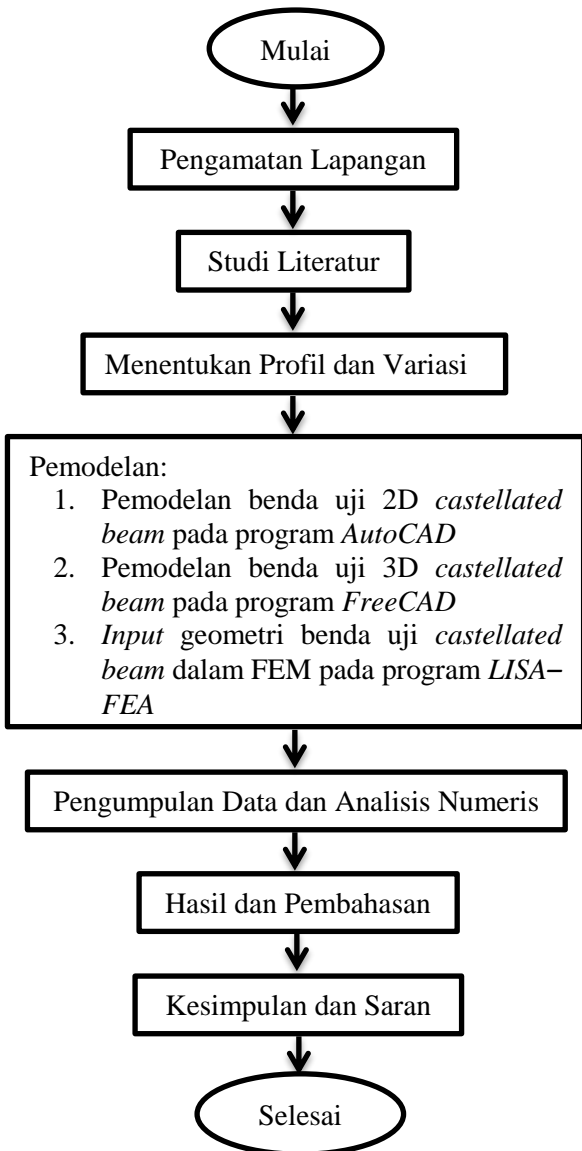 Mulai
Pengamatan Lapangan
Studi Literatur
Menentukan Profil dan Variasi
Pemodelan:
1. Pemodelan benda uji 2D castellated
beam pada program AutoCAD
2. Pemodelan benda uji 3D castellated
beam pada program FreeCAD
3. Input geometri benda uji castellated
beam dalam FEM pada program LISA–
FEA
Pengumpulan Data dan Analisis Numeris
Hasil dan Pembahasan
Kesimpulan dan Saran
Selesai